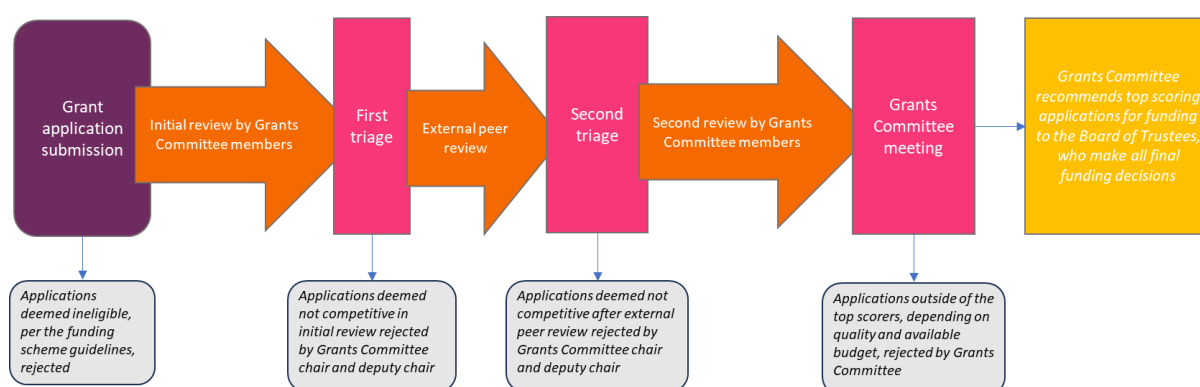 Grant
application
submission
Initial review by Grants
Committee members
First
triage
External peer
review
Second
triage
Second review by Grants
Committee members
Grants
Committee
meeting
Grants Committee
recommends top scoring
applications for funding
to the Board of Trustees,
who make all final
funding decisions
Applications
deemed ineligible,
per the funding
scheme guidelines,
rejected
Applications deemed
not competitive in
initial review rejected
by Grants Committee
chair and deputy chair
Applications deemed not
competitive after external
peer review rejected by
Grants Committee chair
and deputy chair
Applications outside of the
top scorers, depending on
quality and available
budget, rejected by Grants
Committee